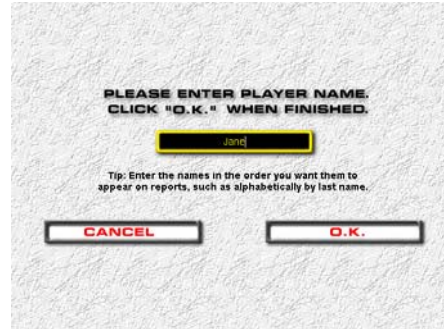 PLEASE ENTER PLAYER NAME.
CLICK "O.K." WHEN FINISHED.
Jane
Tip: Enter the names in the order you want them to
appear on reports, such as alphabetically by last name.
CANCEL
O.K.